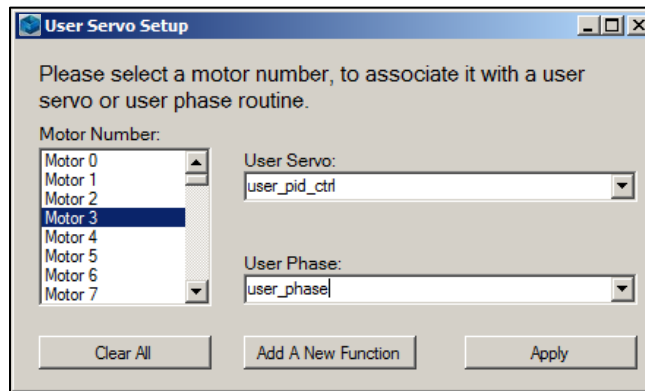 User Servo Setup
Please select a motor number, to associate it with a user
servo or user phase routine.
Motor Number:
Motor 0
Motor 1
Motor 2
Motor 3
Motor 4
Motor 5
Motor 6
Motor 7
User Servo:
user_pid_ctrl
User Phase:
user_phase
Clear All
Add A New Function
Apply